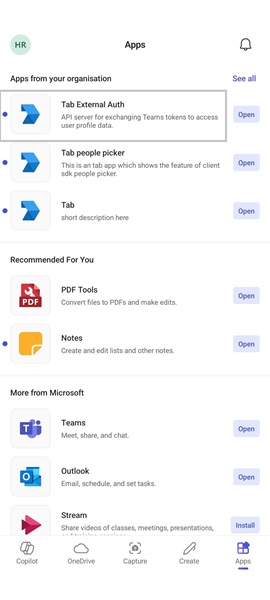 HR
Apps
Apps from your organisation
See all
Tab External Auth
API server for exchanging Teams tokens to access
user profile data.
Open
Tab people picker
This is an tab app which shows the feature of client
sdk people picker.
Open
Tab
short description here
Open
Recommended For You
PDF
PDF Tools
Convert files to PDFs and make edits.
Open
Notes
Create and edit lists and other notes.
Open
More from Microsoft
Teams
Meet, share, and chat.
Open
Outlook
Email, schedule, and set tasks.
Open
Stream
Share videos of classes, meetings, presentations,
Install
Copilot
OneDrive
Capture
Create
Apps